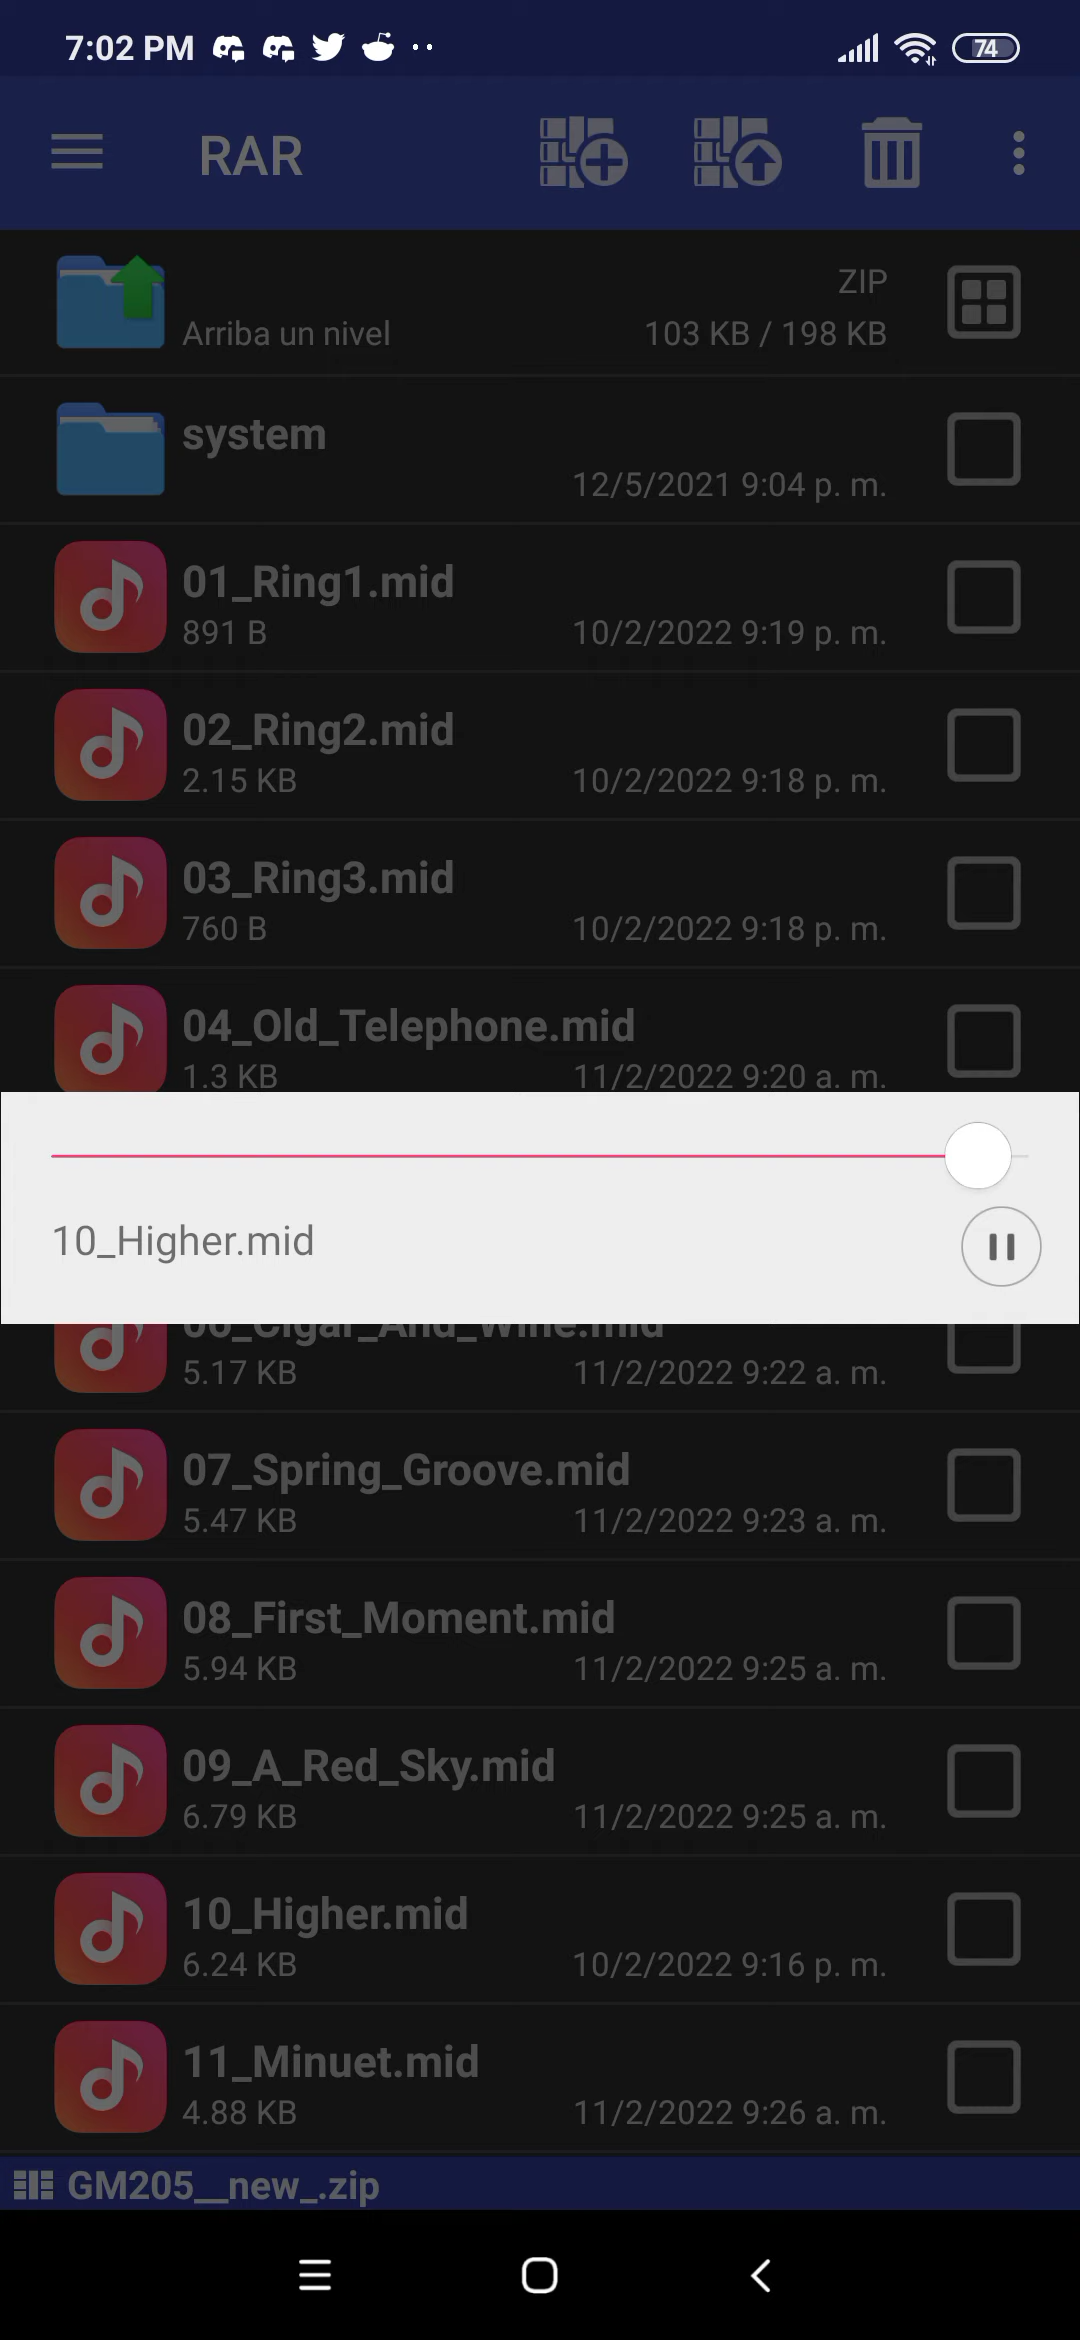 7:02 PM
74
RAR
ZIP
Arriba un nivel
103 KB / 198 KB
system
12/5/2021 9:04 p. m.
01_Ring1.mid
891 B
10/2/2022 9:19 p. m.
02_Ring2.mid
2.15 KB
10/2/2022 9:18 p. m.
03_Ring3.mid
760 B
10/2/2022 9:18 p. m.
04_Old_Telephone.mid
1.3 KB
11/2/2022 9:20 a. m.
10_Higher.mid
06_Cigar_And_Wine.mid
5.17 KB
11/2/2022 9:22 a. m.
07_Spring_Groove.mid
5.47 KB
11/2/2022 9:23 a. m.
08_First_Moment.mid
5.94 KB
11/2/2022 9:25 a. m.
09_A_Red_Sky.mid
6.79 KB
11/2/2022 9:25 a. m.
10_Higher.mid
6.24 KB
10/2/2022 9:16 p. m.
11_Minuet.mid
4.88 KB
11/2/2022 9:26 a. m.
GM205__new_.zip